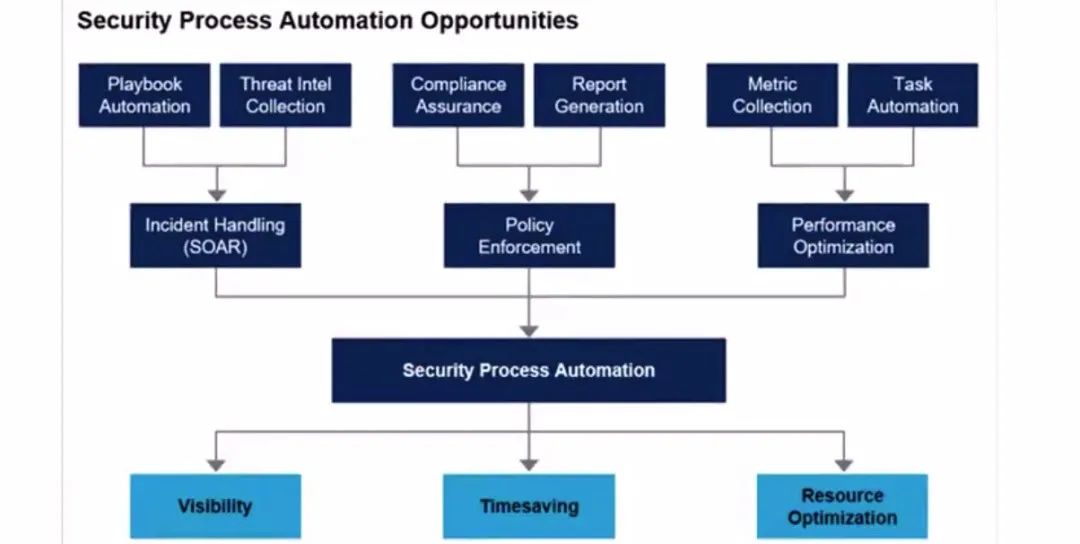 Security Process Automation Opportunities
Playbook
Automation
Threat Intel
Collection
Compliance
Assurance
Report
Generation
Metric
Collection
Task
Automation
Incident Handling
(SOAR)
Policy
Enforcement
Performance
Optimization
Security Process Automation
Visibility
Timesaving
Resource
Optimization